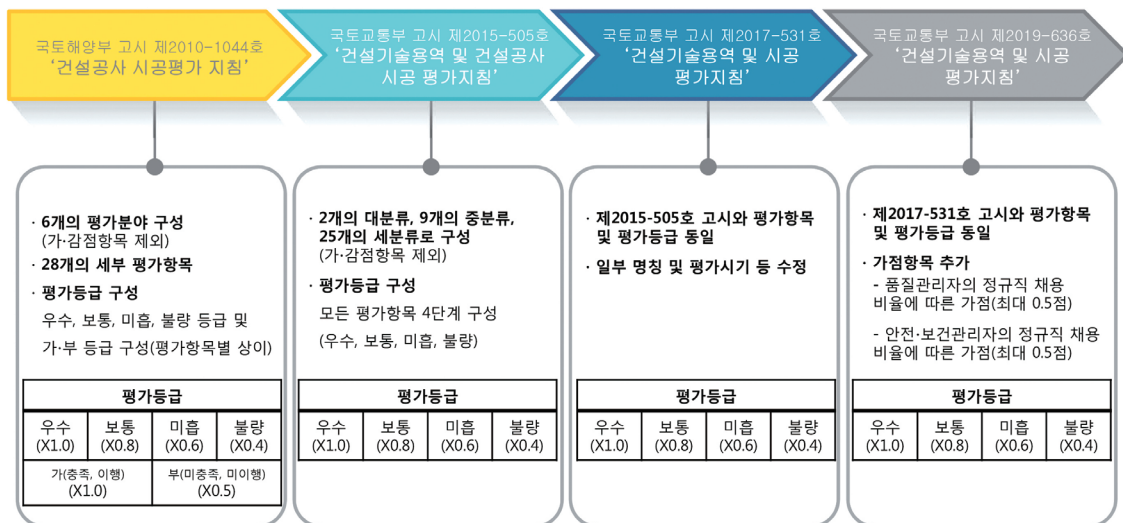 국토해양부 고시 제2010-1044호
‘건설공사 시공평가 지침’
국토교통부 고시 제2015-505호
‘건설기술용역 및 건설공사
시공 평가지침’
국토교통부 고시 제2017-531호
‘건설기술용역 및 시공
평가지침’
국토교통부 고시 제2019-636호
‘건설기술용역 및 시공
평가지침’
· 6개의 평가분야 구성
(가·감점항목 제외)
· 28개의 세부 평가항목
· 평가등급 구성
우수, 보통, 미흡, 불량 등급 및
가·부 등급 구성(평가항목별 상이)
평가등급
우수 보통 미흡 불량
(X1.0) (X0.8) (X0.6) (X0.4)
가(충족, 이행) 부(미충족, 미이행)
(X1.0) (X0.5)
· 2개의 대분류, 9개의 중분류,
25개의 세분류로 구성
(가·감점항목 제외)
· 평가등급 구성
모든 평가항목 4단계 구성
(우수, 보통, 미흡, 불량)
평가등급
우수 보통 미흡 불량
(X1.0) (X0.8) (X0.6) (X0.4)
· 제2015-505호 고시와 평가항목
및 평가등급 동일
· 일부 명칭 및 평가시기 등 수정
평가등급
우수 보통 미흡 불량
(X1.0) (X0.8) (X0.6) (X0.4)
· 제2017-531호 고시와 평가항목
및 평가등급 동일
· 가점항목 추가
- 품질관리자의 정규직 채용
비율에 따른 가점(최대 0.5점)
- 안전·보건관리자의 정규직 채용
비율에 따른 가점(최대 0.5점)
평가등급
우수 보통 미흡 불량
(X1.0) (X0.8) (X0.6) (X0.4)